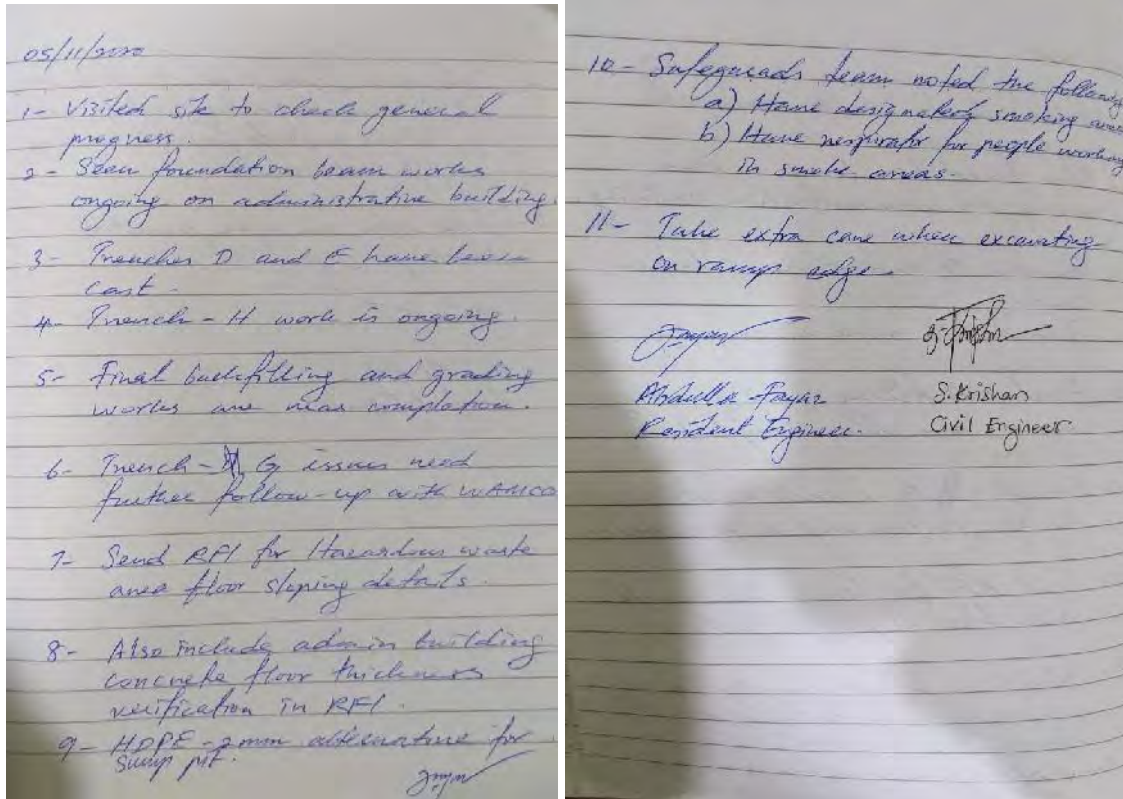 05/11/2020
1- Visited site to check general
progress.
2- Seen foundation beam works
ongoing on administrative building.
3- Trenches D and E have been
cast.
4- Trench-H work is ongoing.
5- Final backfilling and grading
works are near completion.
6- Trench- G issues need
further follow-up with WAMCO
7- Send RFI for Hazardous waste
area floor sloping details.
8- Also include admin building
concrete floor thickness
verification in RFI.
9- HDPE-2mm alternative for
sump pit.
10- Safeguards team noted the following
a) Have designated smoking area
b) Have respirator for people working
in smoke areas.
11- Take extra care when excavating
on ramp edge.
Abdulla Fayaz
Resident Engineer.
S. Krishan
Civil Engineer